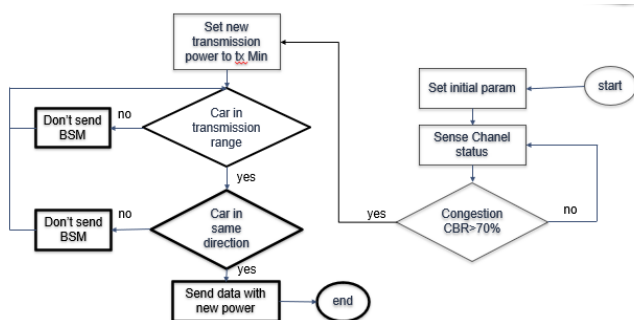 Set new
transmission
power to tx Min
start
Set initial param
Don't send
BSM
no
Car in
transmission
range
Sense Chanel
status
yes
Don't send
BSM
no
Car in
same
direction
yes
Congestion
CBR>70%
no
yes
Send data with
new power
end